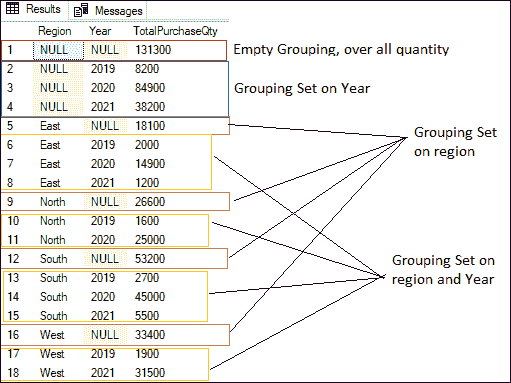 Results Messages
Region Year TotalPurchaseQty
1 NULL NULL 131300 Empty Grouping, over all quantity
2 NULL 2019 8200
3 NULL 2020 84900 Grouping Set on Year
4 NULL 2021 38200
5 East NULL 18100
6 East 2019 2000
7 East 2020 14900
8 East 2021 1200
9 North NULL 26600
10 North 2019 1600
11 North 2020 25000
12 South NULL 53200
13 South 2019 2700
14 South 2020 45000
15 South 2021 5500
16 West NULL 33400
17 West 2019 1900
18 West 2021 31500
Grouping Set
on region
Grouping Set on
region and Year